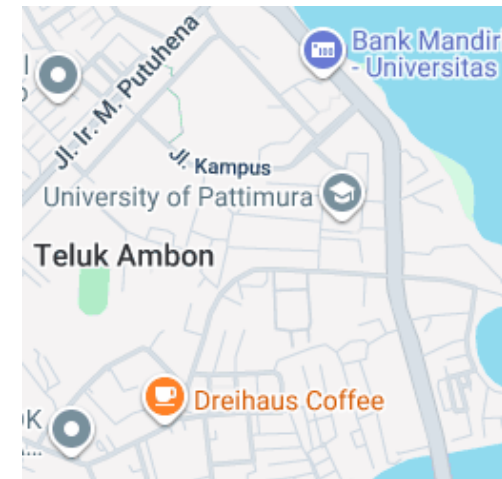 Bank Mandir
- Universitas
Jl. Ir. M. Putuhena
Jl. Kampus
University of Pattimura
Teluk Ambon
Dreihaus Coffee